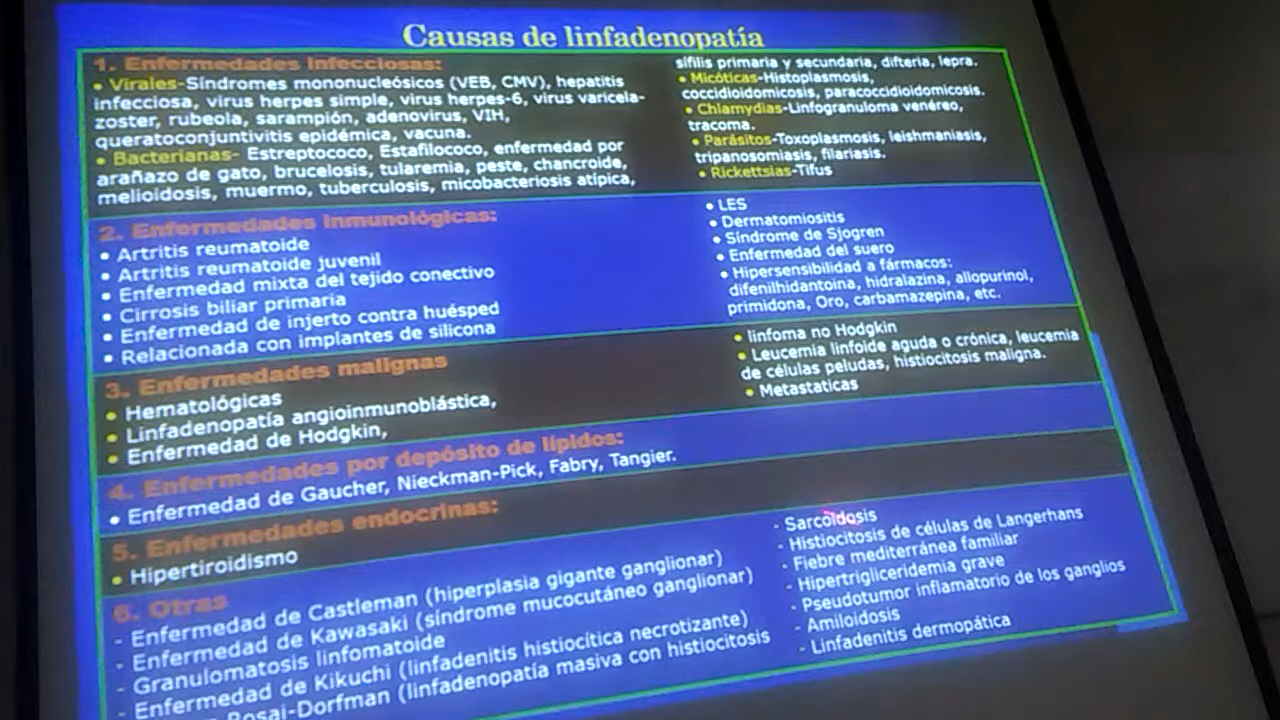 Causas de linfadenopatía
1. Enfermedades infecciosas:
• Virales-Síndromes mononucleósicos (VEB, CMV), hepatitis
infecciosa, virus herpes simple, virus herpes-6, virus varicela-
zoster, rubeola, sarampión, adenovirus, VIH,
queratoconjuntivitis epidémica, vacuna.
• Bacterianas- Estreptococo, Estafilococo, enfermedad por
arañazo de gato, brucelosis, tularemia, peste, chancroide,
melioidosis, muermo, tuberculosis, micobacteriosis atípica,
sífilis primaria y secundaria, difteria, lepra.
• Micóticas-Histoplasmosis,
coccidioidomicosis, paracoccidioidomicosis.
• Chlamydias-Linfogranuloma venéreo,
tracoma.
• Parásitos-Toxoplasmosis, leishmaniasis,
tripanosomiasis, filariasis.
• Rickettsias-Tifus
2. Enfermedades inmunológicas:
• Artritis reumatoide
• Artritis reumatoide juvenil
• Enfermedad mixta del tejido conectivo
• Cirrosis biliar primaria
• Enfermedad de injerto contra huésped
• Relacionada con implantes de silicona
• LES
• Dermatomiositis
• Síndrome de Sjogren
• Enfermedad del suero
• Hipersensibilidad a fármacos:
difenilhidantoina, hidralazina, allopurinol,
primidona, Oro, carbamazepina, etc.
3. Enfermedades malignas
• Hematológicas
• Linfadenopatía angioinmunoblástica,
• Enfermedad de Hodgkin,
• linfoma no Hodgkin
• Leucemia linfoide aguda o crónica, leucemia
de células peludas, histiocitosis maligna.
• Metastaticas
4. Enfermedades por depósito de lípidos:
• Enfermedad de Gaucher, Nieckman-Pick, Fabry, Tangier.
5. Enfermedades endocrinas:
• Hipertiroidismo
6. Otras
- Enfermedad de Castleman (hiperplasia gigante ganglionar)
- Enfermedad de Kawasaki (síndrome mucocutáneo ganglionar)
- Granulomatosis linfomatoide
- Enfermedad de Kikuchi (linfadenitis histiocítica necrotizante)
Rosai-Dorfman (linfadenopatía masiva con histiocitosis
- Sarcoidosis
- Histiocitosis de células de Langerhans
- Fiebre mediterránea familiar
- Hipertrigliceridemia grave
- Pseudotumor inflamatorio de los ganglios
- Amiloidosis
- Linfadenitis dermopática